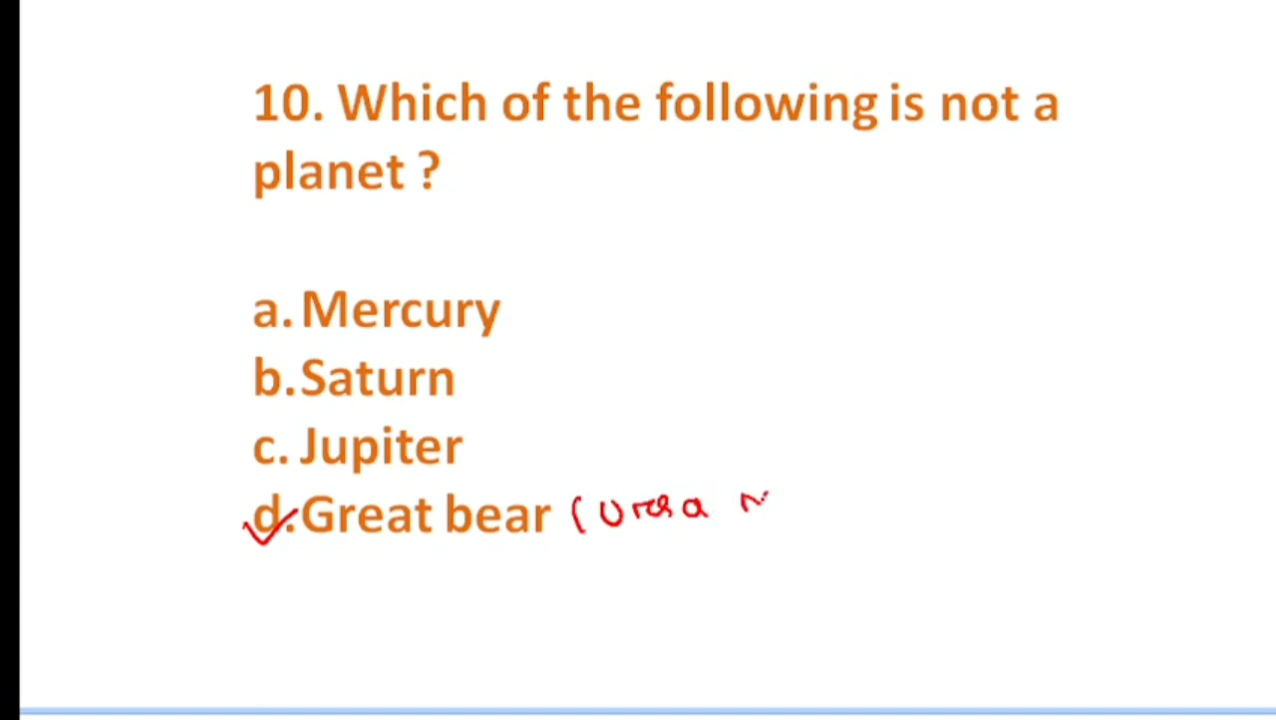 10. Which of the following is not a
planet ?
a. Mercury
b. Saturn
c. Jupiter
d. Great bear (Ursa